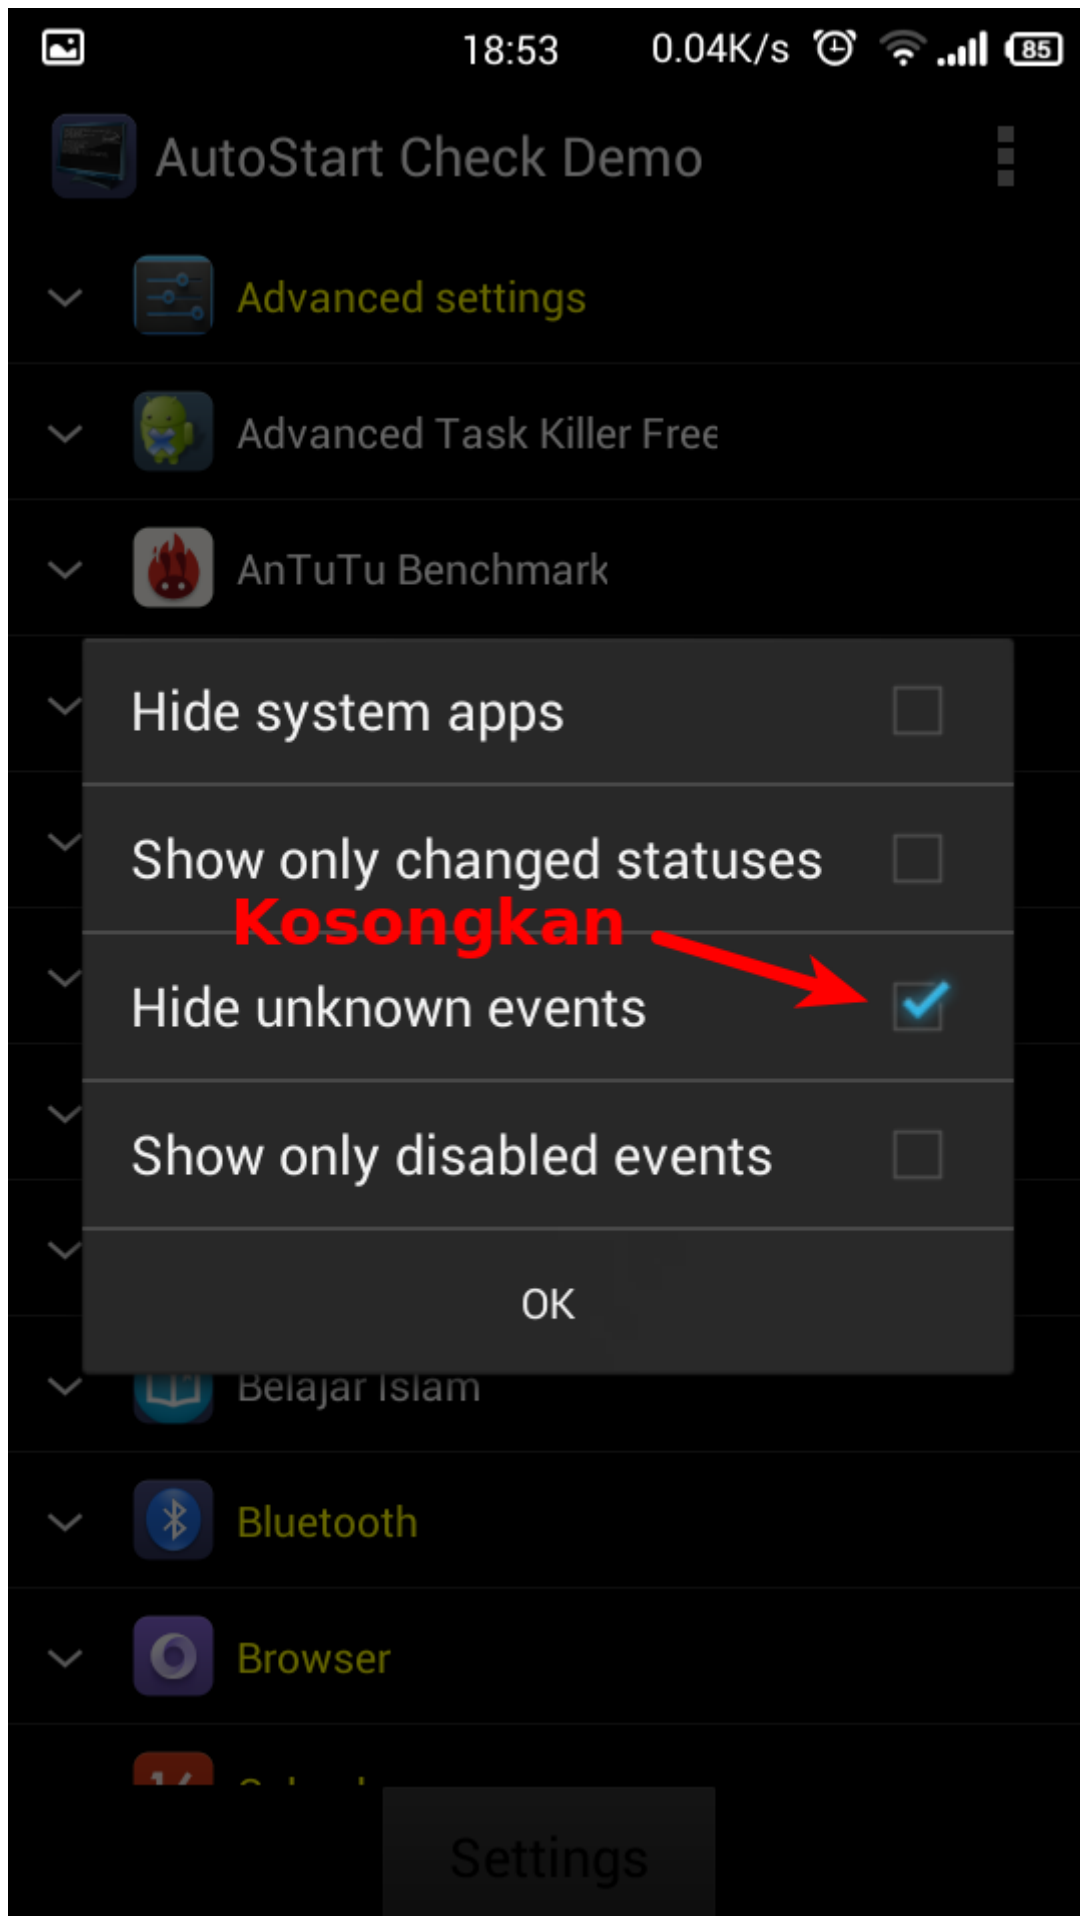 18:53 0.04K/s 85
AutoStart Check Demo
Advanced settings
Advanced Task Killer Free
AnTuTu Benchmark
Hide system apps
Show only changed statuses
Kosongkan
Hide unknown events
Show only disabled events
OK
Belajar Islam
Bluetooth
Browser
Settings